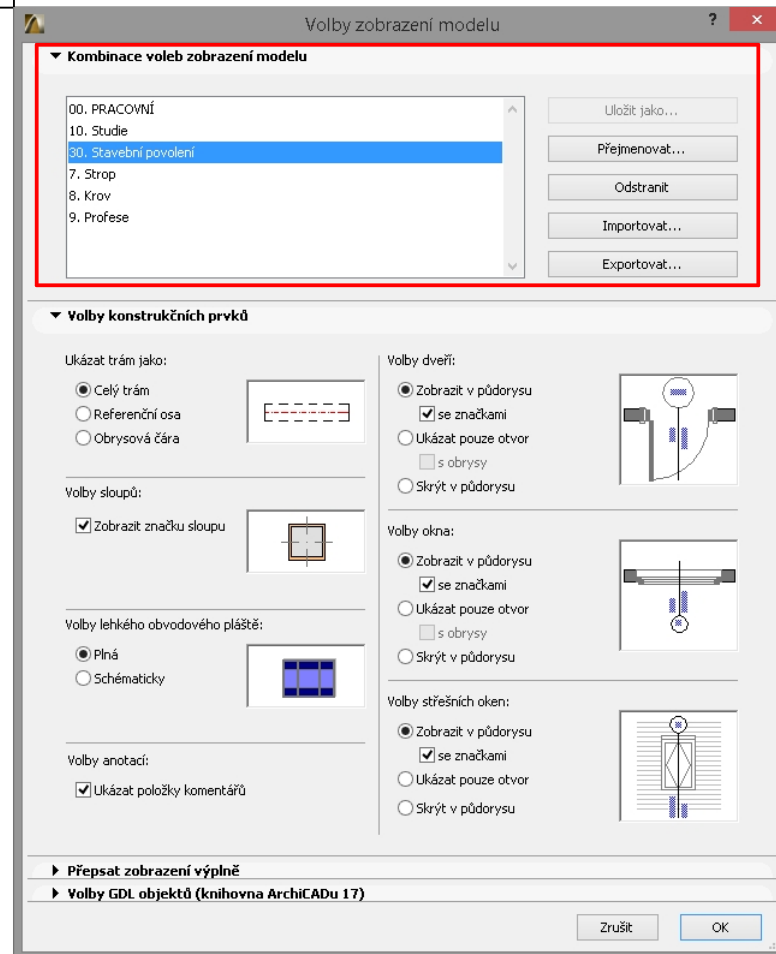 Volby zobrazení modelu
?
×
Kombinace voleb zobrazení modelu
00. PRACOVNÍ
10. Studie
30. Stavební povolení
7. Strop
8. Krov
9. Profese
Uložit jako...
Přejmenovat...
Odstranit
Importovat...
Exportovat...
Volby konstrukčních prvků
Ukázat trám jako:
Celý trám
Referenční osa
Obrysová čára
Volby sloupů:
Zobrazit značku sloupu
Volby lehkého obvodového pláště:
Plná
Schématicky
Volby anotací:
Ukázat položky komentářů
Volby dveří:
Zobrazit v půdorysu
se značkami
Ukázat pouze otvor
s obrysy
Skrýt v půdorysu
Volby okna:
Zobrazit v půdorysu
se značkami
Ukázat pouze otvor
s obrysy
Skrýt v půdorysu
Volby střešních oken:
Zobrazit v půdorysu
se značkami
Ukázat pouze otvor
Skrýt v půdorysu
Přepsat zobrazení výplně
Volby GDL objektů (knihovna ArchiCADu 17)
Zrušit
OK